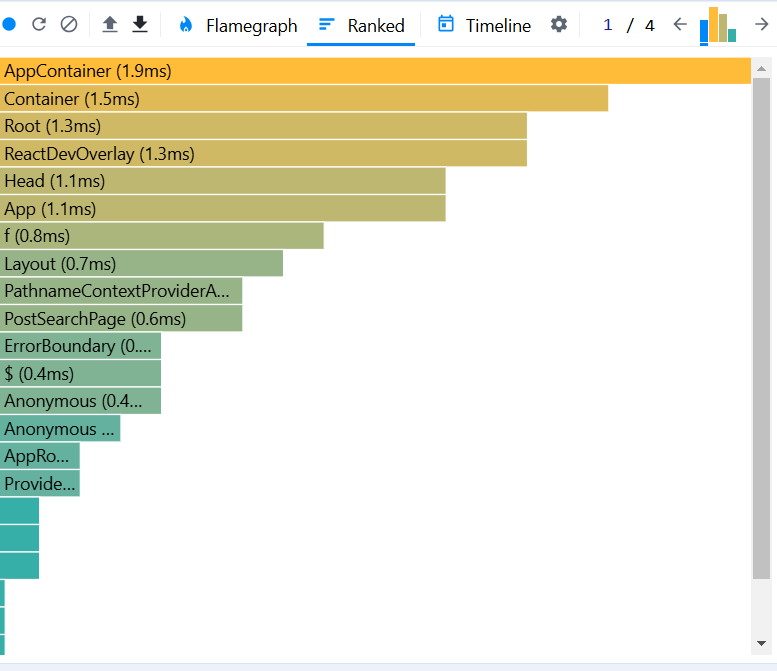 Flamegraph Ranked Timeline 1 / 4
AppContainer (1.9ms)
Container (1.5ms)
Root (1.3ms)
ReactDevOverlay (1.3ms)
Head (1.1ms)
App (1.1ms)
f (0.8ms)
Layout (0.7ms)
PathnameContextProviderA...
PostSearchPage (0.6ms)
ErrorBoundary (0....
$ (0.4ms)
Anonymous (0.4...
Anonymous ...
AppRo...
Provide...